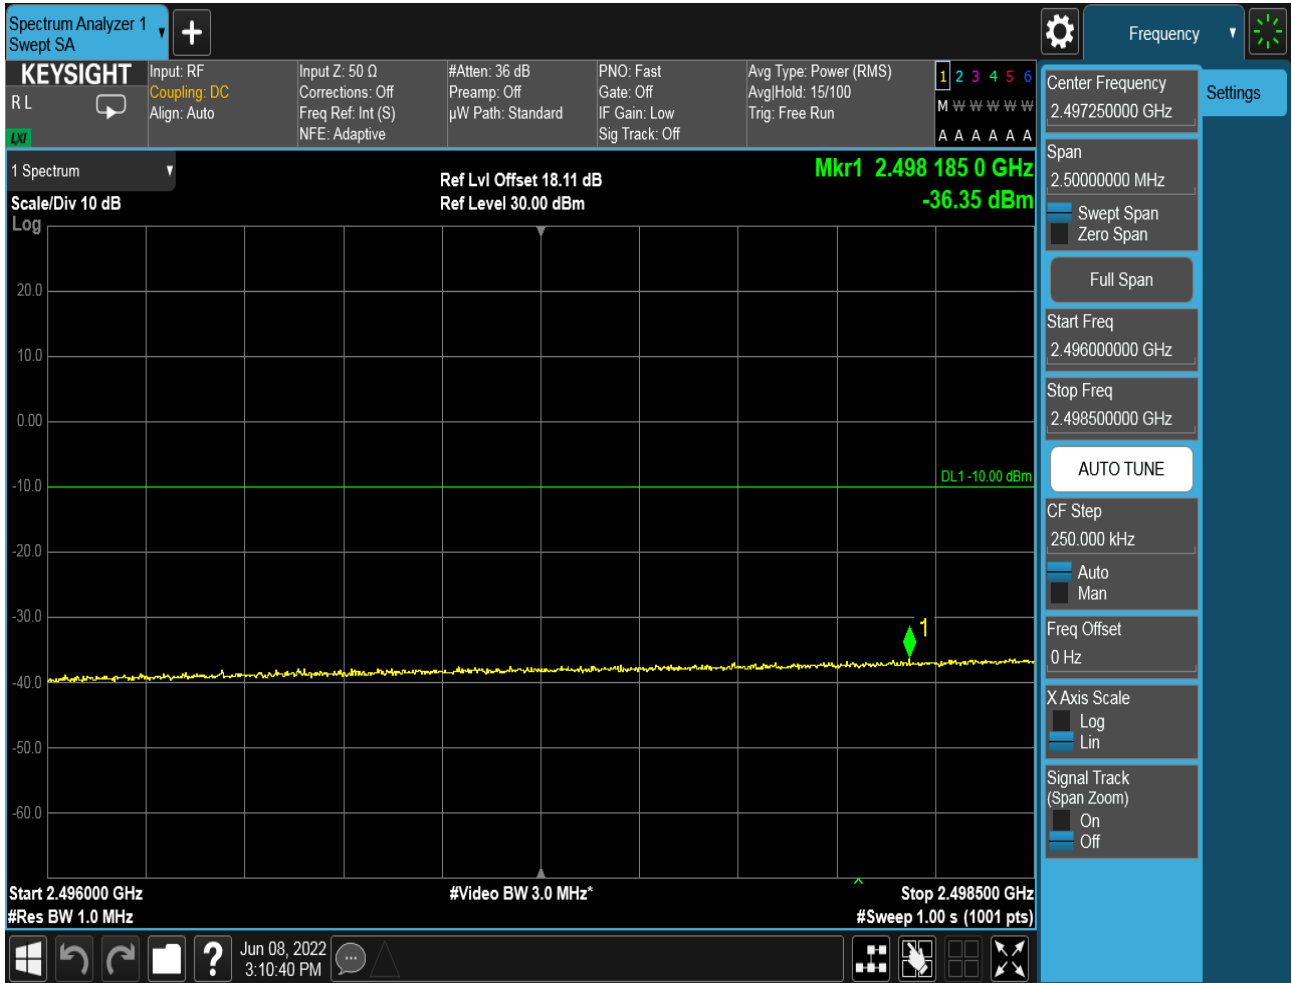 Spectrum Analyzer 1
Swept SA
Frequency
KEYSIGHT
R L
LXI
Input: RF
Coupling: DC
Align: Auto
Input Z: 50 Ω
Corrections: Off
Freq Ref: Int (S)
NFE: Adaptive
#Atten: 36 dB
Preamp: Off
µW Path: Standard
PNO: Fast
Gate: Off
IF Gain: Low
Sig Track: Off
Avg Type: Power (RMS)
Avg|Hold: 15/100
Trig: Free Run
1 2 3 4 5 6
M W W W W W
A A A A A A
1 Spectrum
Scale/Div 10 dB
Log
Ref Lvl Offset 18.11 dB
Ref Level 30.00 dBm
Mkr1 2.498 185 0 GHz
-36.35 dBm
20.0
10.0
0.00
-10.0
-20.0
-30.0
-40.0
-50.0
-60.0
DL1 -10.00 dBm
1
Start 2.496000 GHz
#Res BW 1.0 MHz
#Video BW 3.0 MHz*
Stop 2.498500 GHz
#Sweep 1.00 s (1001 pts)
Jun 08, 2022
3:10:40 PM
Center Frequency
2.497250000 GHz
Span
2.50000000 MHz
Swept Span
Zero Span
Full Span
Start Freq
2.496000000 GHz
Stop Freq
2.498500000 GHz
AUTO TUNE
CF Step
250.000 kHz
Auto
Man
Freq Offset
0 Hz
X Axis Scale
Log
Lin
Signal Track
(Span Zoom)
On
Off
Settings